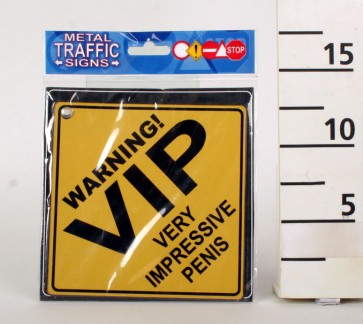 METAL
TRAFFIC
SIGNS
STOP
WARNING!
VIP
VERY
IMPRESSIVE
PENIS
15
10
5